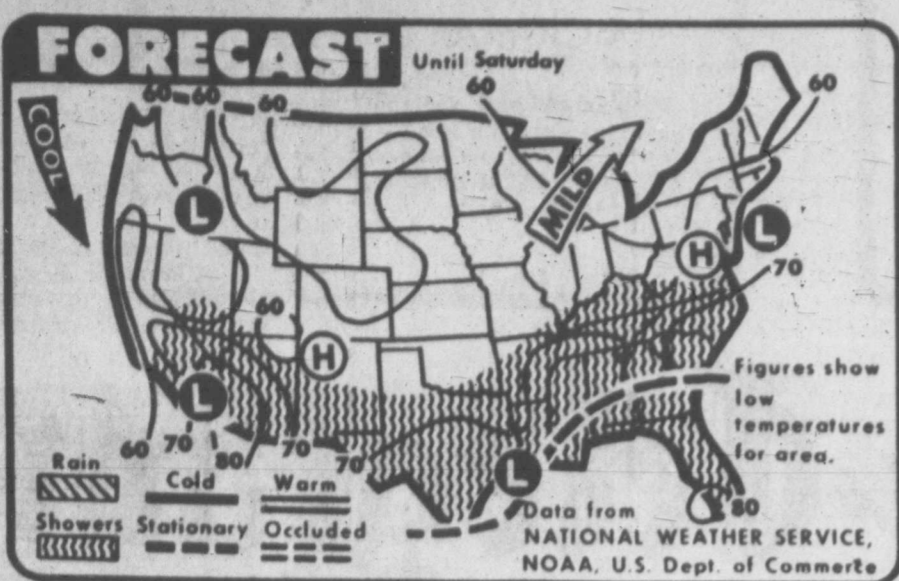 FORECAST
Until Saturday
60 60 60
60
60
COOL
MILD
L
H
L
70
60
H
L
60 70 80 70 70
L
80
Figures show
low
temperatures
for area.
Rain
Cold
Warm
Showers
Stationary
Occluded
Data from
NATIONAL WEATHER SERVICE,
NOAA, U.S. Dept. of Commerce